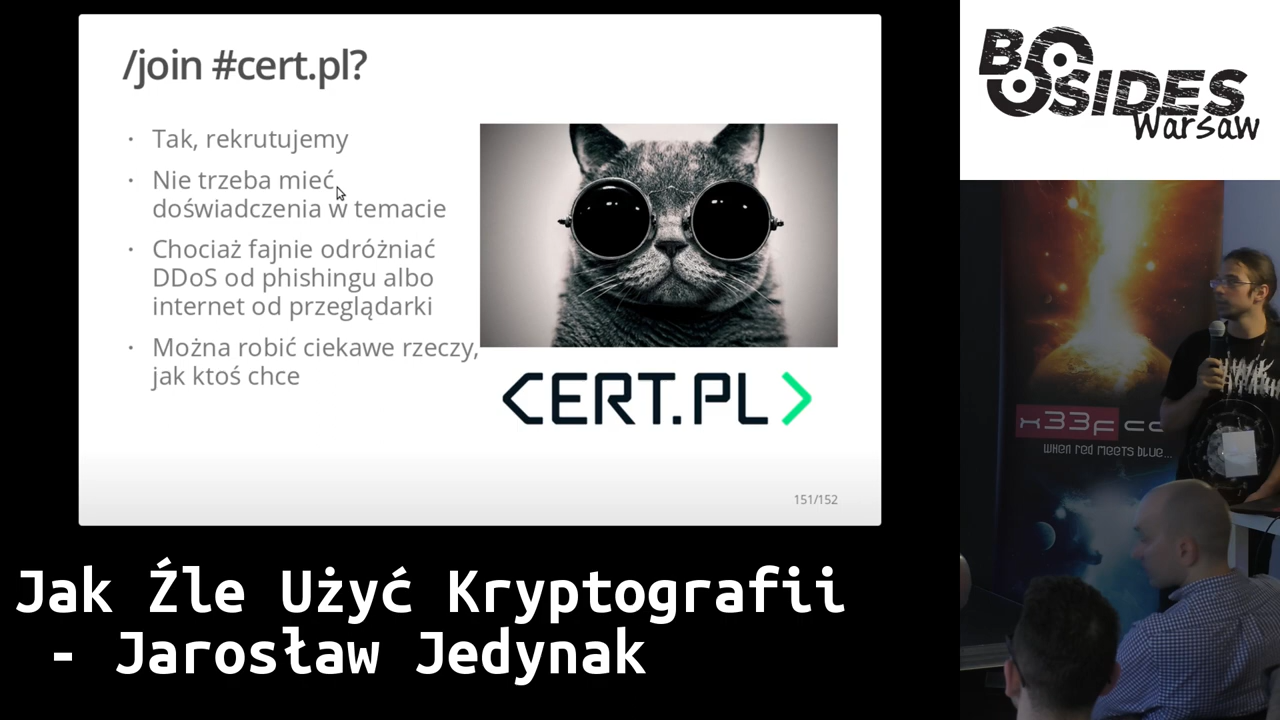 /join #cert.pl?
· Tak, rekrutujemy
· Nie trzeba mieć
doświadczenia w temacie
· Chociaż fajnie odróżniać
DDoS od phishingu albo
internet od przeglądarki
· Można robić ciekawe rzeczy,
jak ktoś chce
<CERT.PL>
151/152
Jak Źle Użyć Kryptografii
- Jarosław Jedynak
BSIDES
Warsaw
x33f
when red meets blue...